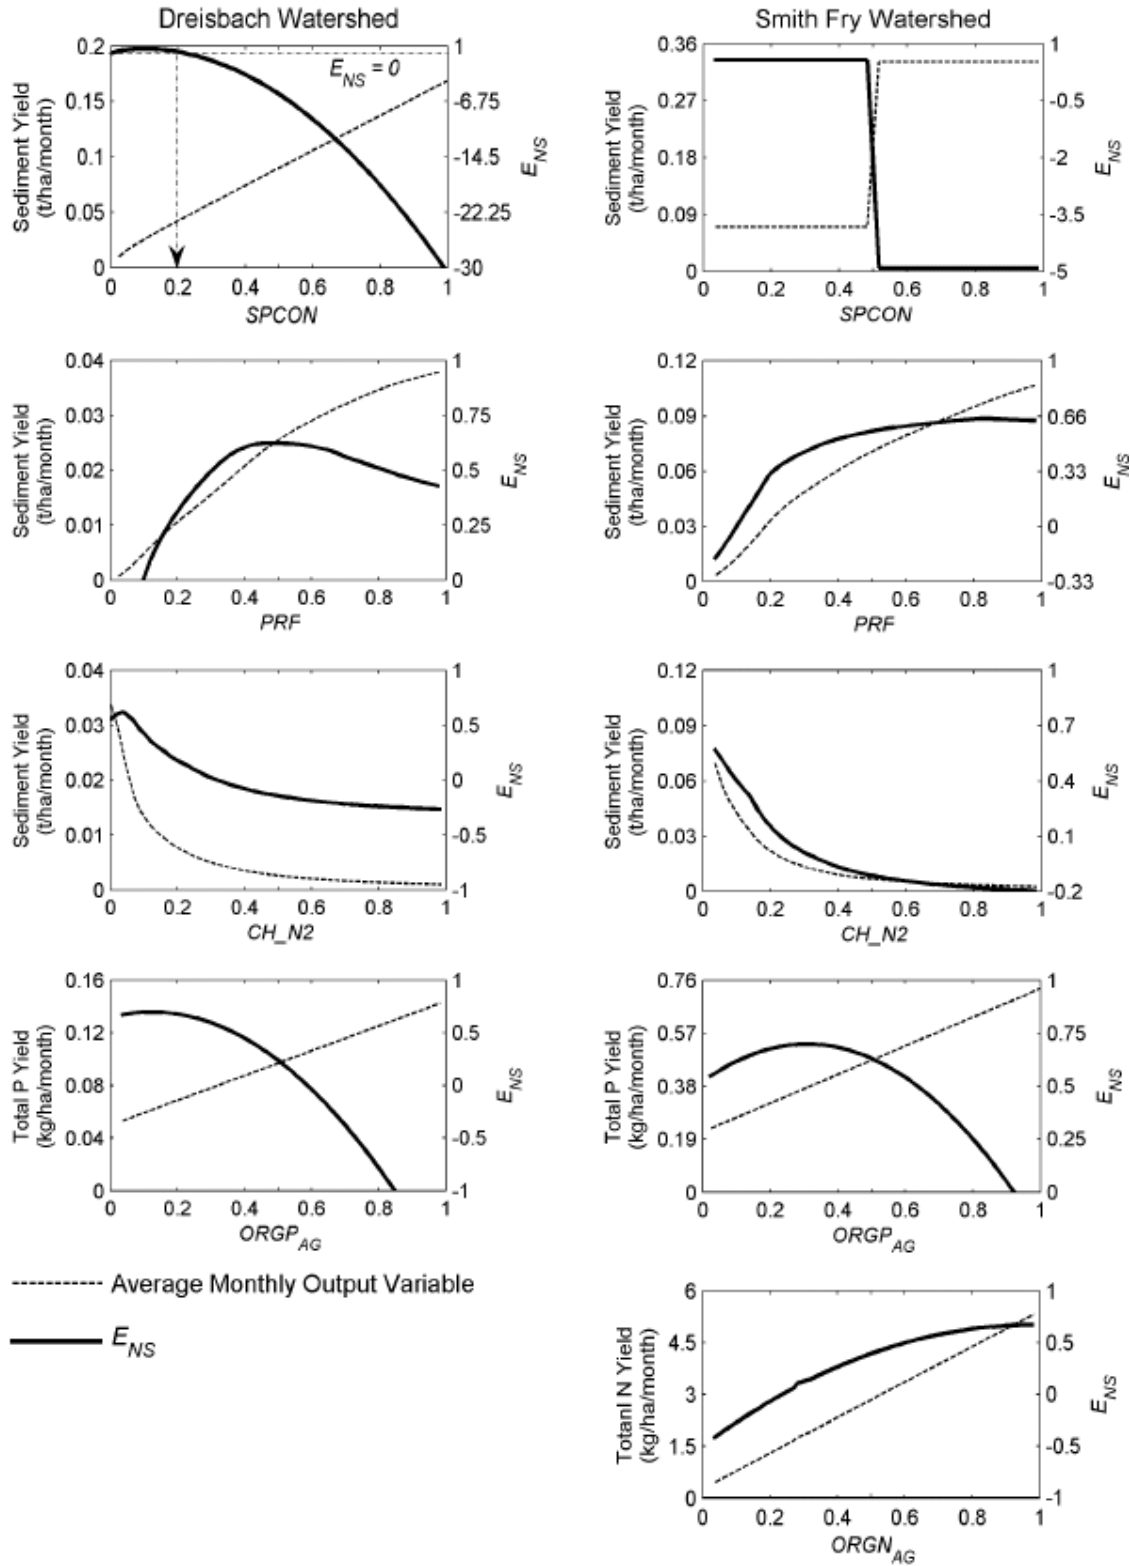 Dreisbach Watershed
Smith Fry Watershed
Sediment Yield
(t/ha/month)
0.2
0.15
0.1
0.05
0
E_NS = 0
1
-6.75
-14.5
-22.25
-30
E_NS
0 0.2 0.4 0.6 0.8 1
SPCON
Sediment Yield
(t/ha/month)
0.36
0.27
0.18
0.09
0
1
-0.5
-2
-3.5
-5
E_NS
0 0.2 0.4 0.6 0.8 1
SPCON
Sediment Yield
(t/ha/month)
0.04
0.03
0.02
0.01
0
1
0.75
0.5
0.25
0
E_NS
0 0.2 0.4 0.6 0.8 1
PRF
Sediment Yield
(t/ha/month)
0.12
0.09
0.06
0.03
0
1
0.66
0.33
0
-0.33
E_NS
0 0.2 0.4 0.6 0.8 1
PRF
Sediment Yield
(t/ha/month)
0.04
0.03
0.02
0.01
0
1
0.5
0
-0.5
-1
E_NS
0 0.2 0.4 0.6 0.8 1
CH_N2
Sediment Yield
(t/ha/month)
0.12
0.09
0.06
0.03
0
1
0.7
0.4
0.1
-0.2
E_NS
0 0.2 0.4 0.6 0.8 1
CH_N2
Total P Yield
(kg/ha/month)
0.16
0.12
0.08
0.04
0
1
0.5
0
-0.5
-1
E_NS
0 0.2 0.4 0.6 0.8 1
ORGP_AG
Total P Yield
(kg/ha/month)
0.76
0.57
0.38
0.19
0
1
0.75
0.5
0.25
0
E_NS
0 0.2 0.4 0.6 0.8 1
ORGP_AG
Average Monthly Output Variable
E_NS
Totanl N Yield
(kg/ha/month)
6
4.5
3
1.5
0
1
0.5
0
-0.5
-1
E_NS
0 0.2 0.4 0.6 0.8 1
ORGN_AG